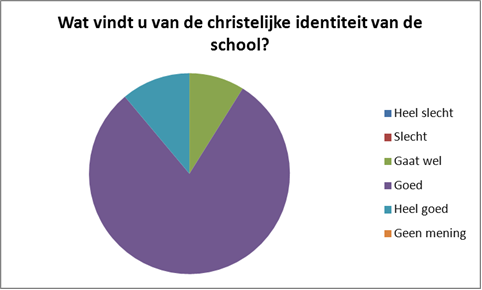 Wat vindt u van de christelijke identiteit van de
school?
Heel slecht
Slecht
Gaat wel
Goed
Heel goed
Geen mening